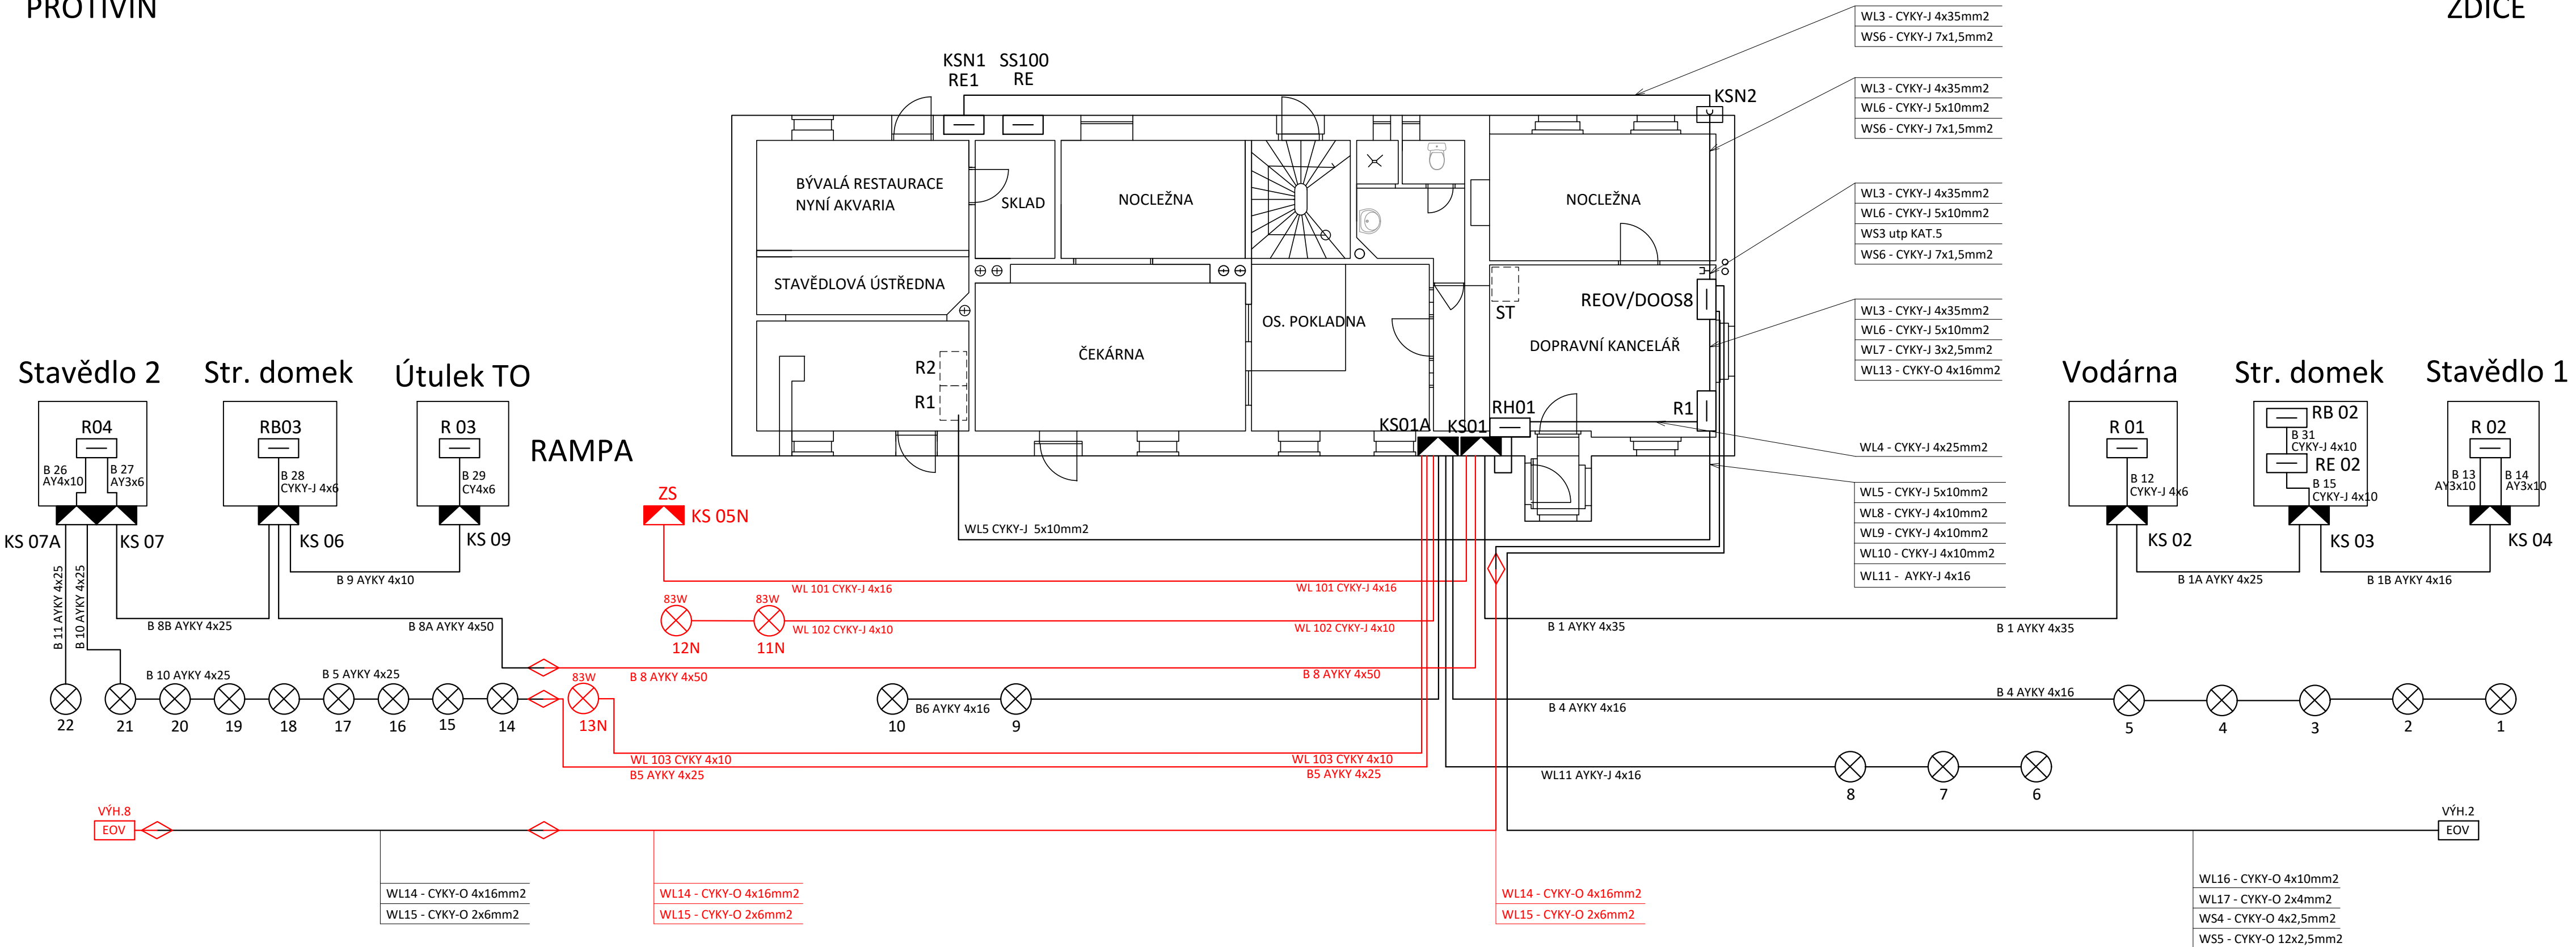 PROTIVÍN
ZDICE
WL3 - CYKY-J 4x35mm2
WS6 - CYKY-J 7x1,5mm2
KSN1
RE1
SS100
RE
KSN2
WL3 - CYKY-J 4x35mm2
WL6 - CYKY-J 5x10mm2
WS6 - CYKY-J 7x1,5mm2
BÝVALÁ RESTAURACE
NYNÍ AKVARIA
SKLAD
NOCLEŽNA
NOCLEŽNA
WL3 - CYKY-J 4x35mm2
WL6 - CYKY-J 5x10mm2
WS3 utp KAT.5
WS6 - CYKY-J 7x1,5mm2
STAVĚDLOVÁ ÚSTŘEDNA
ČEKÁRNA
OS. POKLADNA
ST
REOV/DOOS8
DOPRAVNÍ KANCELÁŘ
WL3 - CYKY-J 4x35mm2
WL6 - CYKY-J 5x10mm2
WL7 - CYKY-J 3x2,5mm2
WL13 - CYKY-O 4x16mm2
R2
R1
KS01A
KS01
RH01
R1
WL4 - CYKY-J 4x25mm2
WL5 - CYKY-J 5x10mm2
WL8 - CYKY-J 4x10mm2
WL9 - CYKY-J 4x10mm2
WL10 - CYKY-J 4x10mm2
WL11 -  AYKY-J 4x16
Stavědlo 2
R04
B 26
AY4x10
B 27
AY3x6
KS 07A
KS 07
Str. domek
RB03
B 28
CYKY-J 4x6
KS 06
Útulek TO
R 03
B 29
CY4x6
KS 09
RAMPA
ZS
KS 05N
WL5 CYKY-J  5x10mm2
Vodárna
R 01
B 12
CYKY-J 4x6
KS 02
Str. domek
RB 02
B 31
CYKY-J 4x10
RE 02
B 15
CYKY-J 4x10
KS 03
Stavědlo 1
R 02
B 13
AY3x10
B 14
AY3x10
KS 04
B 11 AYKY 4x25
B 10 AYKY 4x25
B 9 AYKY 4x10
B 8B AYKY 4x25
B 8A AYKY 4x50
WL 101 CYKY-J 4x16
WL 101 CYKY-J 4x16
B 1A AYKY 4x25
B 1B AYKY 4x16
83W
83W
12N
11N
WL 102 CYKY-J 4x10
WL 102 CYKY-J 4x10
B 1 AYKY 4x35
B 1 AYKY 4x35
B 10 AYKY 4x25
B 5 AYKY 4x25
B 8 AYKY 4x50
B 8 AYKY 4x50
83W
13N
22
21
20
19
18
17
16
15
14
10
B6 AYKY 4x16
9
B 4 AYKY 4x16
B 4 AYKY 4x16
5
4
3
2
1
WL 103 CYKY 4x10
B5 AYKY 4x25
WL 103 CYKY 4x10
B5 AYKY 4x25
WL11 AYKY-J 4x16
8
7
6
VÝH.8
EOV
VÝH.2
EOV
WL14 - CYKY-O 4x16mm2
WL15 - CYKY-O 2x6mm2
WL14 - CYKY-O 4x16mm2
WL15 - CYKY-O 2x6mm2
WL14 - CYKY-O 4x16mm2
WL15 - CYKY-O 2x6mm2
WL16 - CYKY-O 4x10mm2
WL17 - CYKY-O 2x4mm2
WS4 - CYKY-O 4x2,5mm2
WS5 - CYKY-O 12x2,5mm2